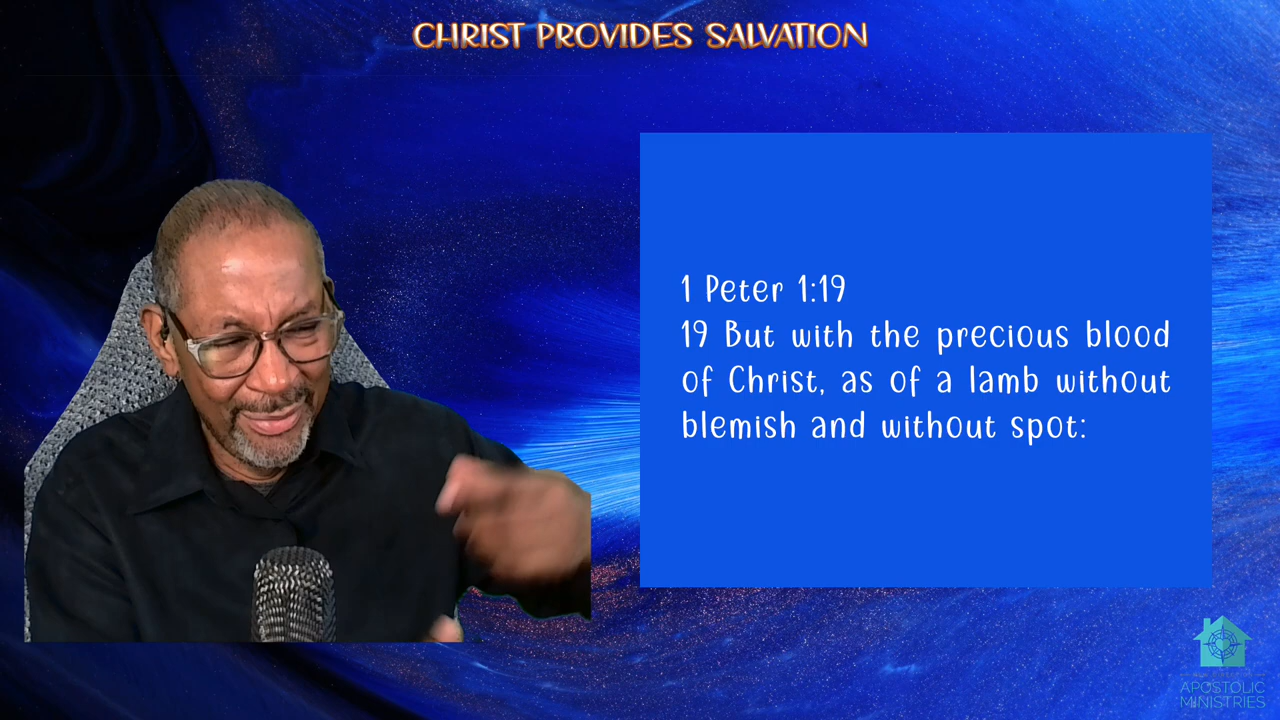 CHRIST PROVIDES SALVATION
1 Peter 1:19
19 But with the precious blood
of Christ, as of a lamb without
blemish and without spot:
APOSTOLIC
MINISTRIES